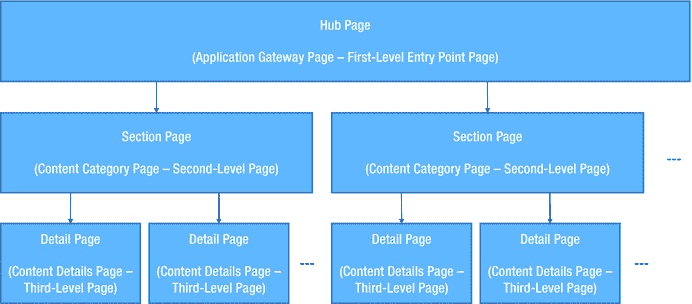 Hub Page
(Application Gateway Page – First-Level Entry Point Page)
Section Page
(Content Category Page – Second-Level Page)
Section Page
(Content Category Page – Second-Level Page)
Detail Page
(Content Details Page –
Third-Level Page)
Detail Page
(Content Details Page –
Third-Level Page)
Detail Page
(Content Details Page –
Third-Level Page)
Detail Page
(Content Details Page –
Third-Level Page)